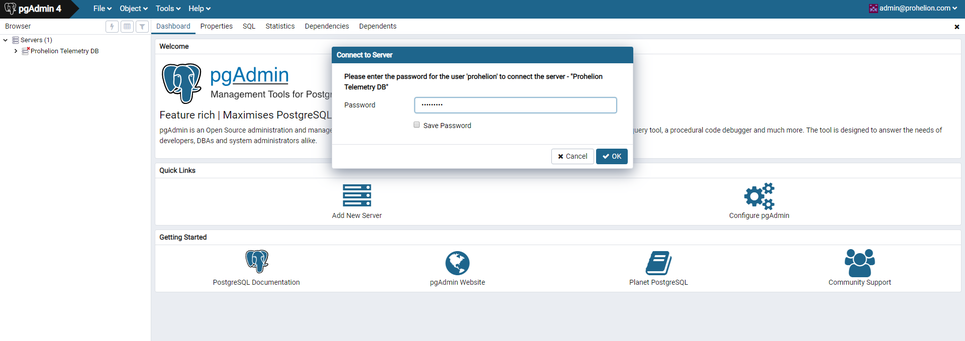 pgAdmin 4
File Object Tools Help
admin@prohelion.com
Browser
Dashboard Properties SQL Statistics Dependencies Dependents
Servers (1)
Prohelion Telemetry DB
Welcome
pgAdmin
Management Tools for Postgr
Feature rich | Maximises PostgreSQL
pgAdmin is an Open Source administration and manage
query tool, a procedural code debugger and much more. The tool is designed to answer the needs of
developers, DBAs and system administrators alike.
Connect to Server
Please enter the password for the user 'prohelion' to connect the server - "Prohelion
Telemetry DB"
Password
Save Password
Cancel OK
Quick Links
Add New Server
Configure pgAdmin
Getting Started
PostgreSQL Documentation
pgAdmin Website
Planet PostgreSQL
Community Support